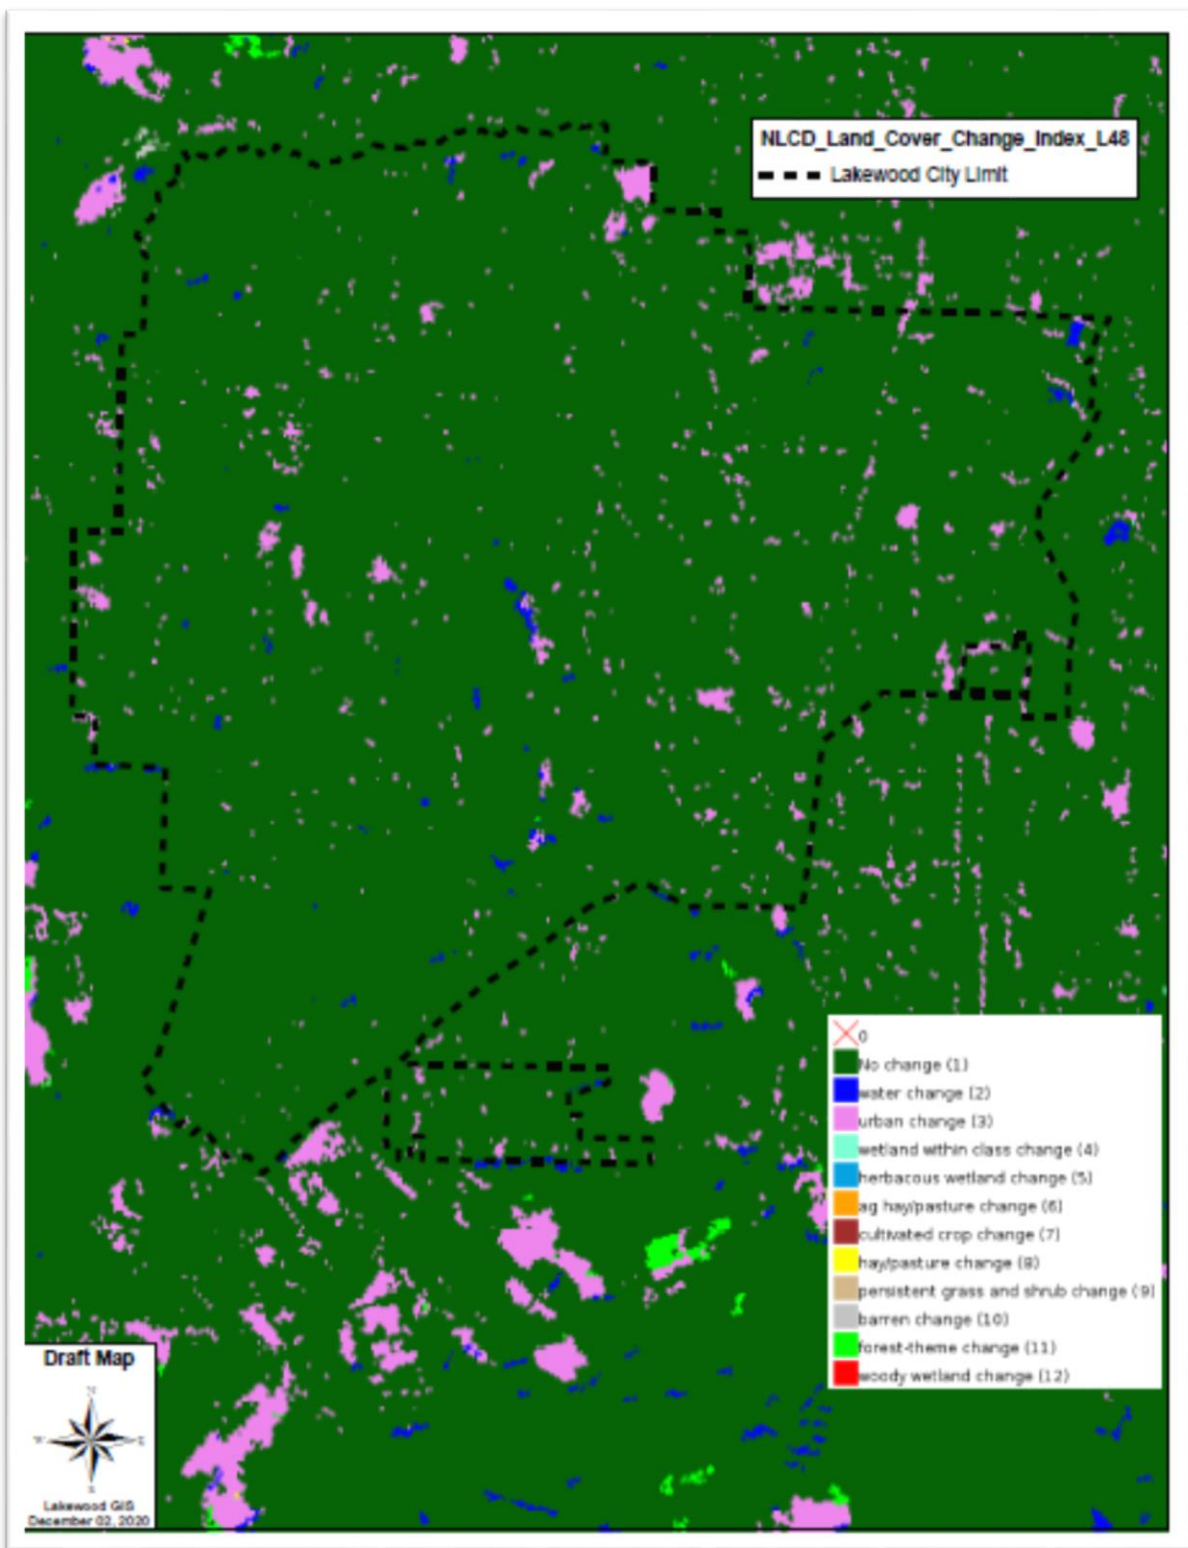 NLCD_Land_Cover_Change_Index_L48
Lakewood City Limit
0
No change (1)
water change (2)
urban change (3)
wetland within class change (4)
herbacous wetland change (5)
ag hay/pasture change (6)
cultivated crop change (7)
hay/pasture change (8)
persistent grass and shrub change (9)
barren change (10)
forest-theme change (11)
woody wetland change (12)
Draft Map
N
W E
S
Lakewood GIS
December 02, 2020